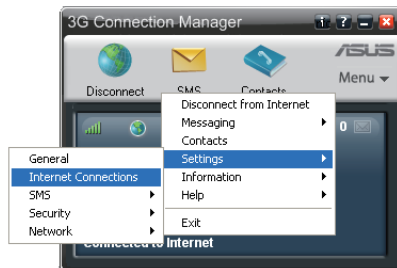 3G Connection Manager
i ? - x
ASUS
Menu
Disconnect SMS Contacts
Disconnect from Internet
Messaging
Contacts
Settings
Information
Help
Exit
0
General
Internet Connections
SMS
Security
Network
Connected to Internet